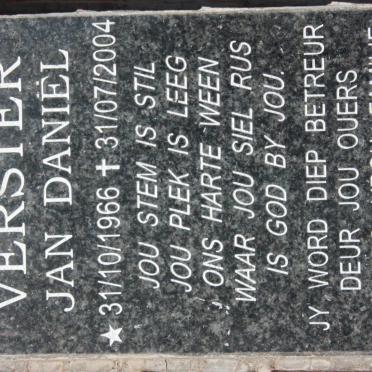 VERSTER
JAN DANIËL
★ 31/10/1966 ✝ 31/07/2004
JOU STEM IS STIL
JOU PLEK IS LEEG
ONS HARTE WEEN
WAAR JOU SIEL RUS
IS GOD BY JOU.
JY WORD DIEP BETREUR
DEUR JOU OUERS